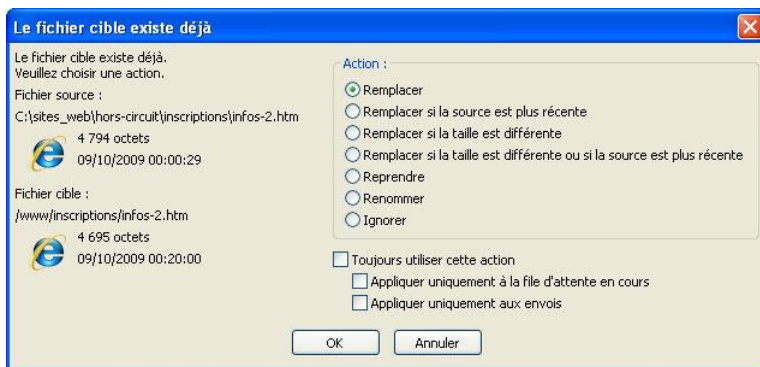 Le fichier cible existe déjà
Le fichier cible existe déjà.
Veuillez choisir une action.
Fichier source :
C:\sites_web\hors-circuit\inscriptions\infos-2.htm
4 794 octets
09/10/2009 00:00:29
Fichier cible :
/www/inscriptions/infos-2.htm
4 695 octets
09/10/2009 00:20:00
Action :
Remplacer
Remplacer si la source est plus récente
Remplacer si la taille est différente
Remplacer si la taille est différente ou si la source est plus récente
Reprendre
Renommer
Ignorer
Toujours utiliser cette action
Appliquer uniquement à la file d'attente en cours
Appliquer uniquement aux envois
OK
Annuler